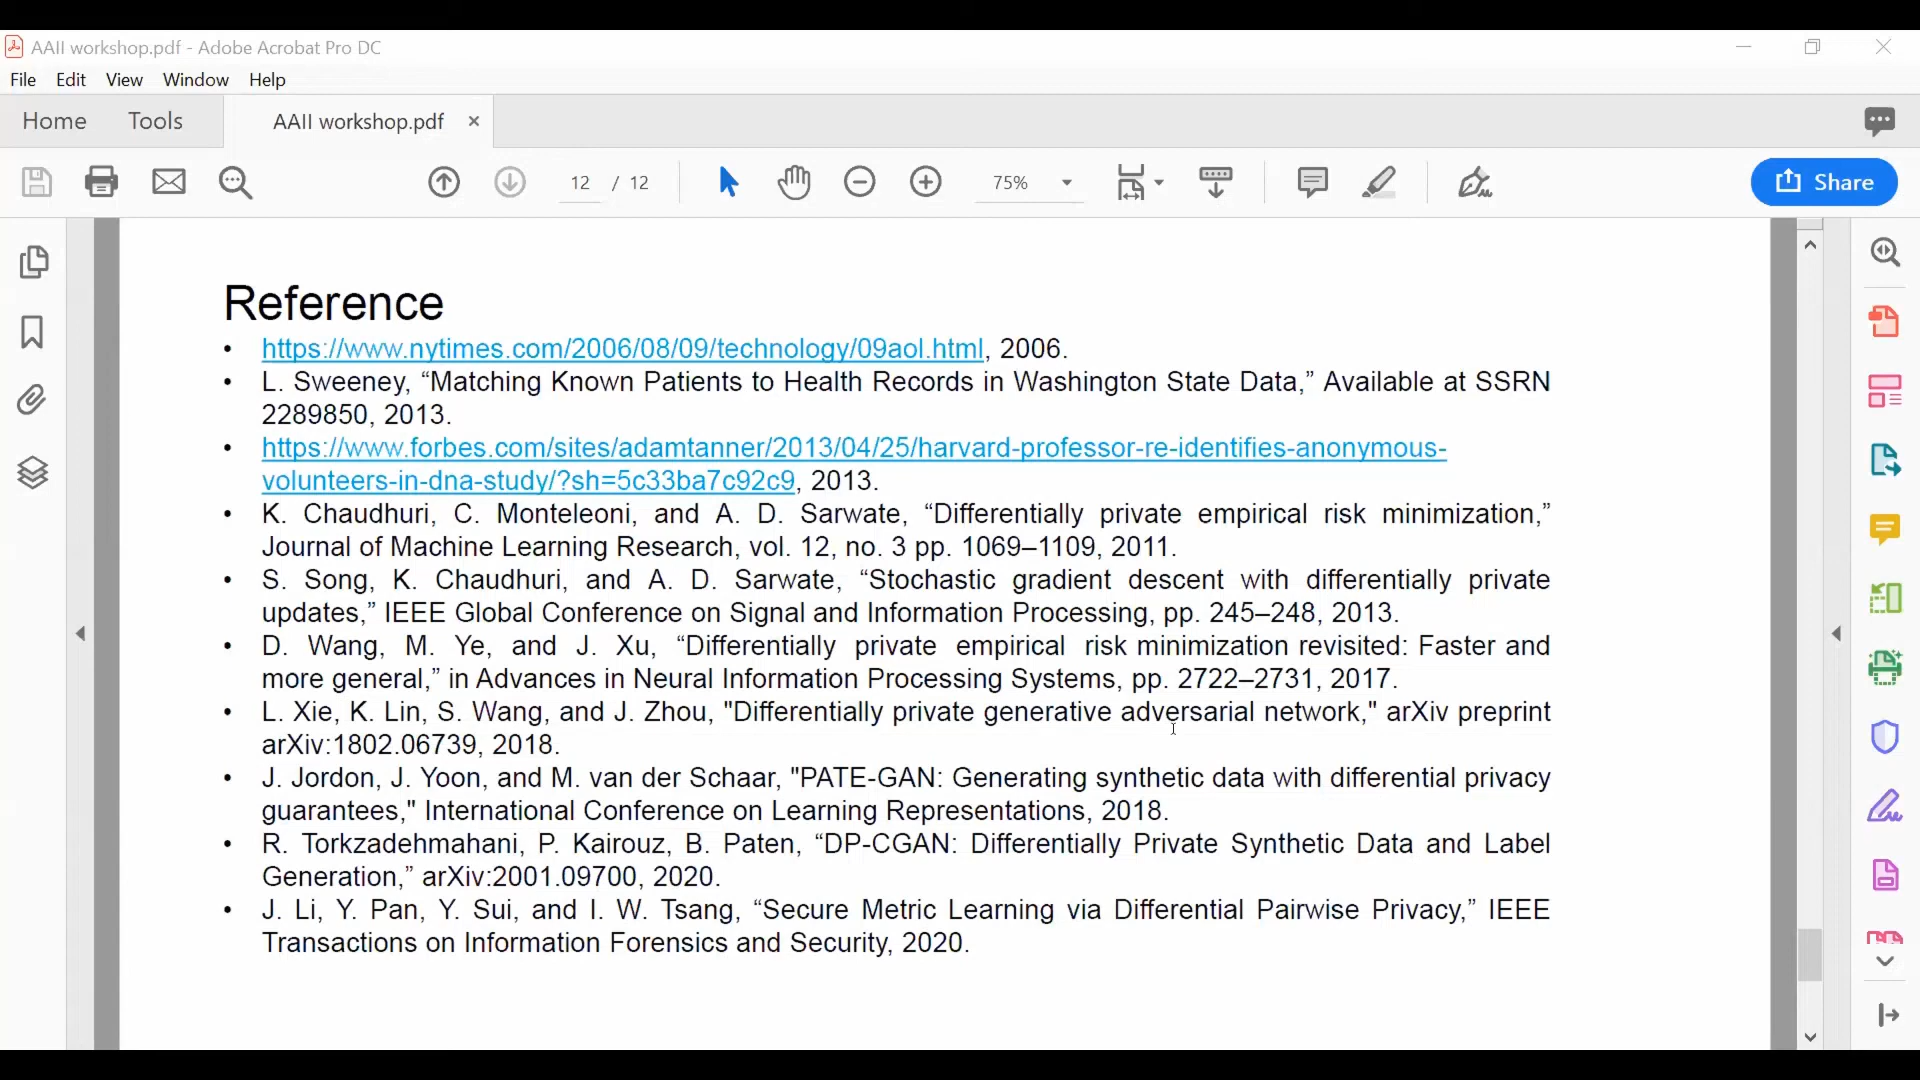 AAII workshop.pdf - Adobe Acrobat Pro DC
File Edit View Window Help
Home Tools AAII workshop.pdf ×
12 / 12 75% Share
Reference
• https://www.nytimes.com/2006/08/09/technology/09aol.html, 2006.
• L. Sweeney, “Matching Known Patients to Health Records in Washington State Data,” Available at SSRN
2289850, 2013.
• https://www.forbes.com/sites/adamtanner/2013/04/25/harvard-professor-re-identifies-anonymous-
volunteers-in-dna-study/?sh=5c33ba7c92c9, 2013.
• K. Chaudhuri, C. Monteleoni, and A. D. Sarwate, “Differentially private empirical risk minimization,”
Journal of Machine Learning Research, vol. 12, no. 3 pp. 1069–1109, 2011.
• S. Song, K. Chaudhuri, and A. D. Sarwate, “Stochastic gradient descent with differentially private
updates,” IEEE Global Conference on Signal and Information Processing, pp. 245–248, 2013.
• D. Wang, M. Ye, and J. Xu, “Differentially private empirical risk minimization revisited: Faster and
more general,” in Advances in Neural Information Processing Systems, pp. 2722–2731, 2017.
• L. Xie, K. Lin, S. Wang, and J. Zhou, "Differentially private generative adversarial network," arXiv preprint
arXiv:1802.06739, 2018.
• J. Jordon, J. Yoon, and M. van der Schaar, "PATE-GAN: Generating synthetic data with differential privacy
guarantees," International Conference on Learning Representations, 2018.
• R. Torkzadehmahani, P. Kairouz, B. Paten, “DP-CGAN: Differentially Private Synthetic Data and Label
Generation,” arXiv:2001.09700, 2020.
• J. Li, Y. Pan, Y. Sui, and I. W. Tsang, “Secure Metric Learning via Differential Pairwise Privacy,” IEEE
Transactions on Information Forensics and Security, 2020.